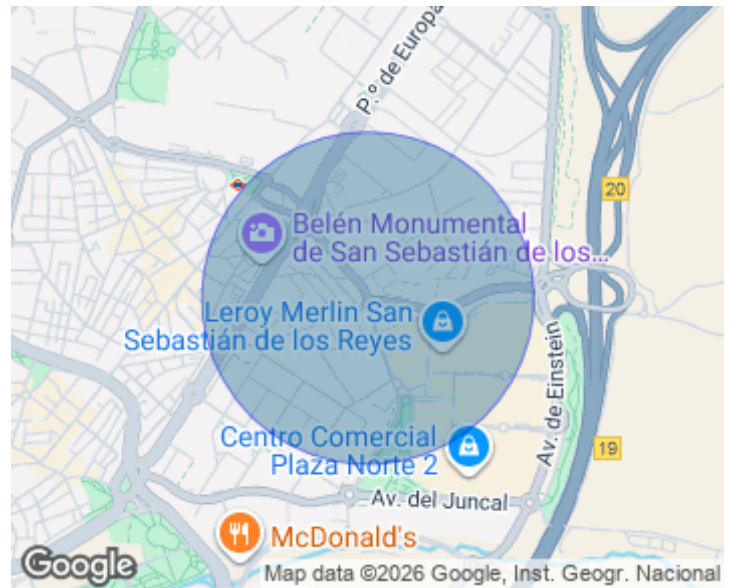 P.º de Europa
20
Belén Monumental
de San Sebastián de los...
Leroy Merlin San
Sebastián de los Reyes
Av. de Einstein
Centro Comercial
Plaza Norte 2
19
Av. del Juncal
McDonald's
Google
Map data ©2026 Google, Inst. Geogr. Nacional